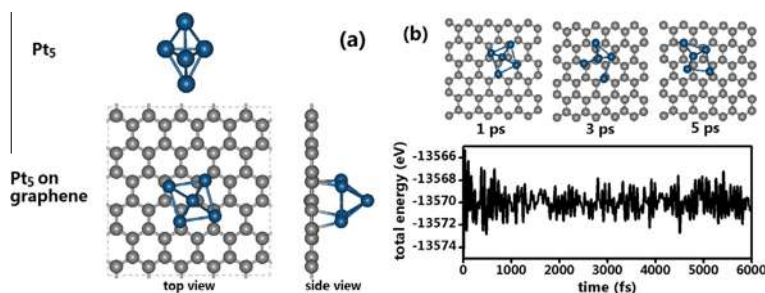 Pt5
(a)
Pt5 on
graphene
top view
side view
(b)
1 ps
3 ps
5 ps
total energy (eV)
-13566
-13568
-13570
-13572
-13574
0
1000
2000
3000
4000
5000
6000
time (fs)